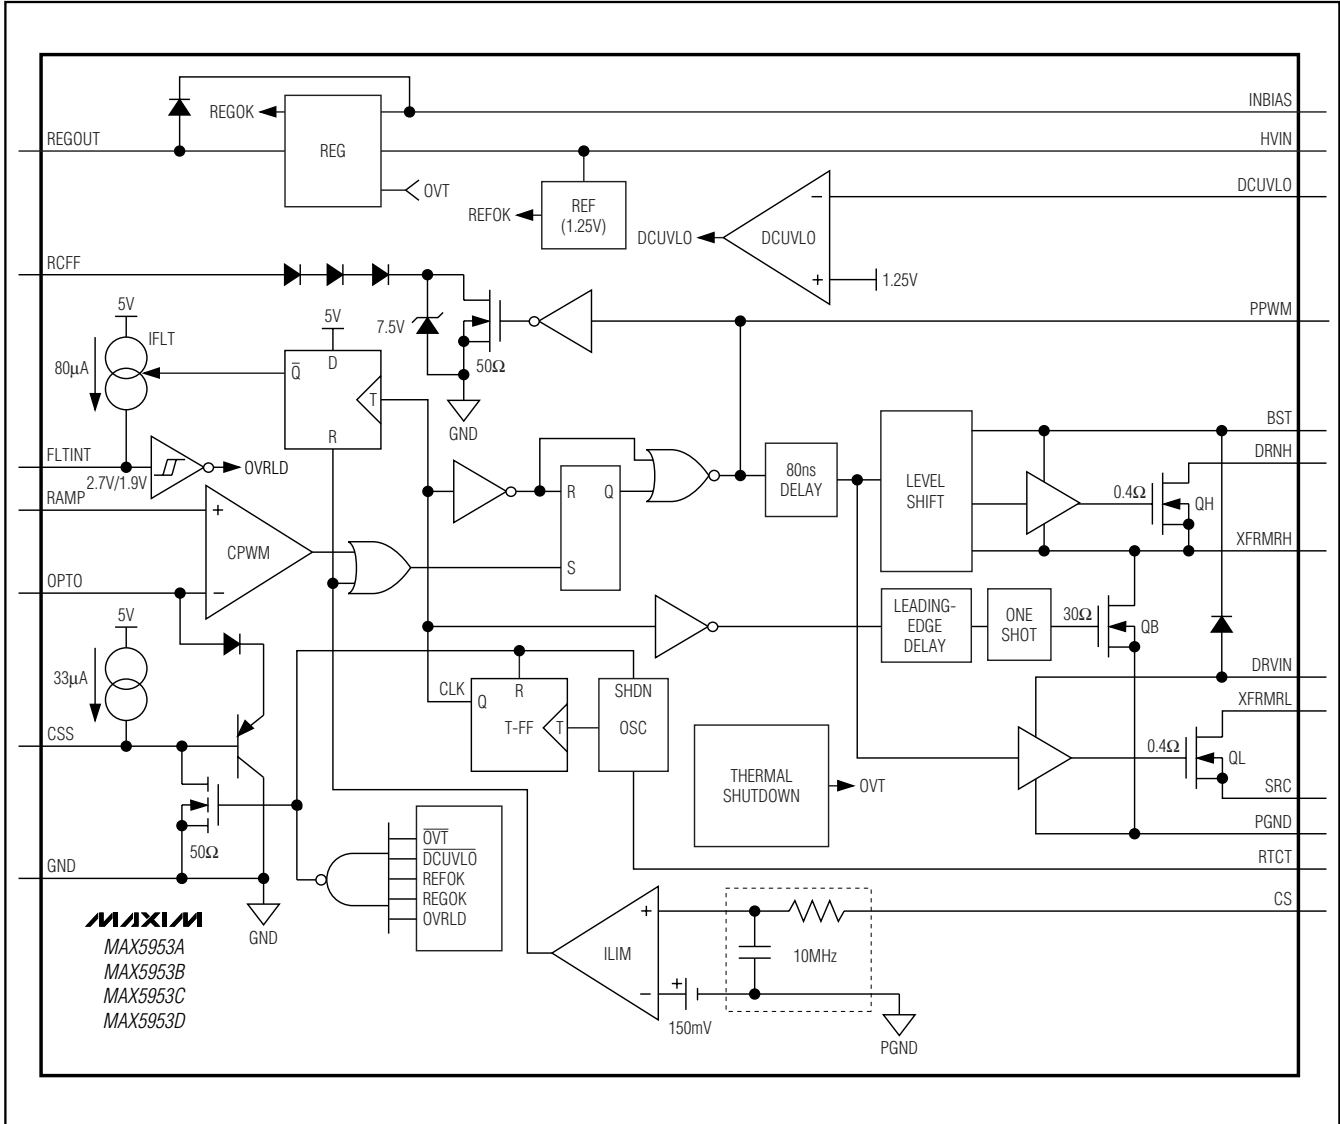 INBIAS
REGOK
REGOUT
REG
HVIN
OVT
DCUVLO
REFOK
REF
(1.25V)
DCUVLO
DCUVLO
−
+
1.25V
RCFF
5V
5V
7.5V
PPWM
IFLT
80µA
Q̅
D
T
R
50Ω
GND
BST
FLTINT
2.7V/1.9V
OVRLD
DRNH
R
Q
S
80ns
DELAY
LEVEL
SHIFT
0.4Ω
QH
RAMP
+
CPWM
−
XFRMRH
OPTO
5V
33µA
LEADING-
EDGE
DELAY
ONE
SHOT
30Ω
QB
DRVIN
CLK
Q
R
T-FF
T
SHDN
OSC
XFRMRL
CSS
THERMAL
SHUTDOWN
OVT
0.4Ω
QL
SRC
PGND
50Ω
O̅V̅T̅
D̅C̅U̅V̅L̅O̅
REFOK
REGOK
OVRLD
RTCT
GND
CS
GND
MAXIM
MAX5953A
MAX5953B
MAX5953C
MAX5953D
+
ILIM
−
+
150mV
10MHz
PGND